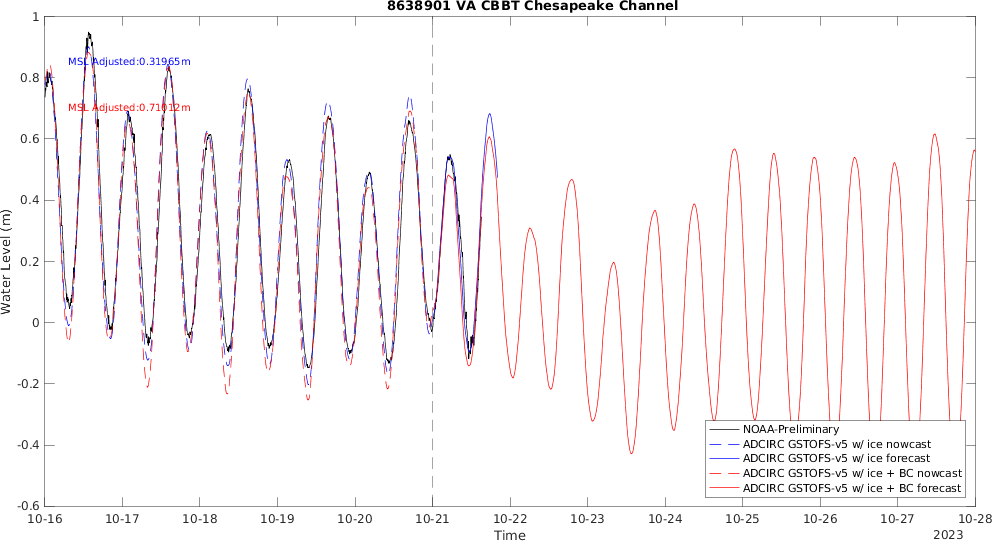 8638901 VA CBBT Chesapeake Channel
1
0.8
0.6
0.4
0.2
0
-0.2
-0.4
-0.6
Water Level (m)
MSL Adjusted:0.31965m
MSL Adjusted:0.71012m
NOAA-Preliminary
ADCIRC GSTOFS-v5 w/ ice nowcast
ADCIRC GSTOFS-v5 w/ ice forecast
ADCIRC GSTOFS-v5 w/ ice + BC nowcast
ADCIRC GSTOFS-v5 w/ ice + BC forecast
10-16 10-17 10-18 10-19 10-20 10-21 10-22 10-23 10-24 10-25 10-26 10-27 10-28
Time
2023